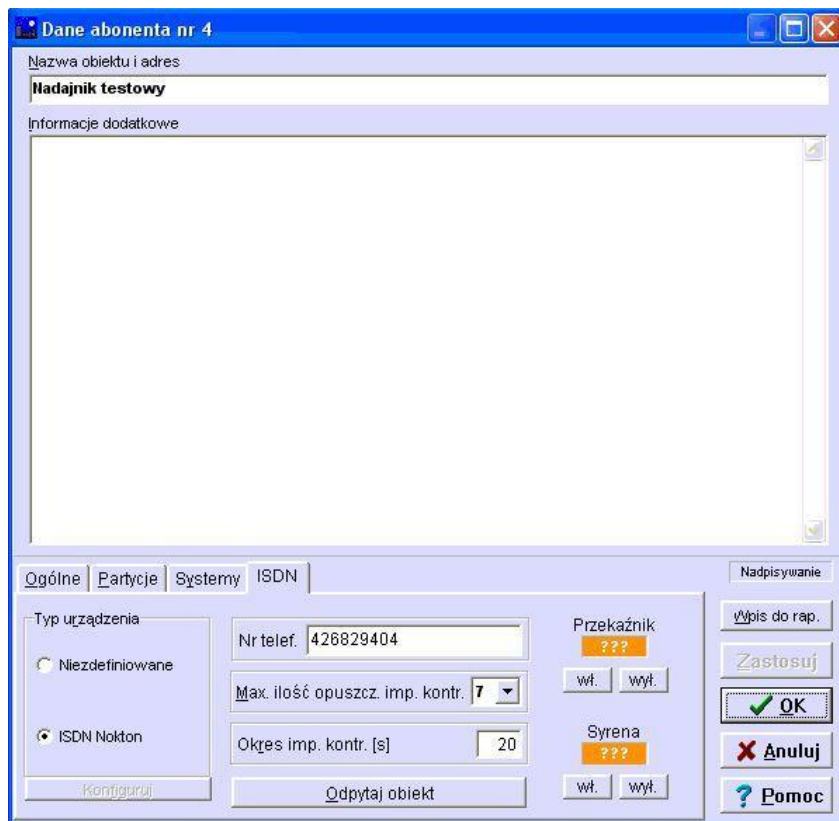 Dane abonenta nr 4
Nazwa obiektu i adres
Nadajnik testowy
Informacje dodatkowe
Ogólne Partycje Systemy ISDN
Nadpisywanie
Typ urządzenia
Niezdefiniowane
ISDN Nokton
Konfiguruj
Nr telef. 426829404
Max. ilość opuszcz. imp. kontr. 7
Okres imp. kontr. [s] 20
Odpytaj obiekt
Przekaźnik
???
wł. wył.
Syrena
???
wł. wył.
Wpis do rap.
Zastosuj
OK
Anuluj
? Pomoc